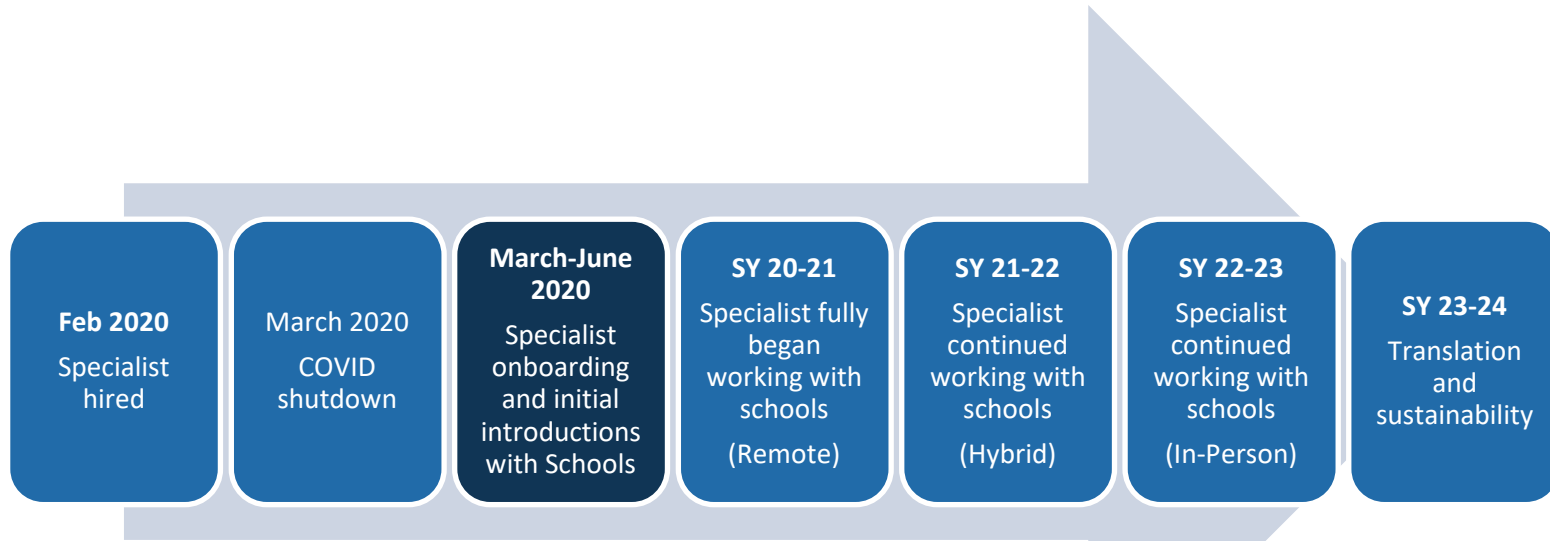 Feb 2020
Specialist
hired
March 2020
COVID
shutdown
March-June
2020
Specialist
onboarding
and initial
introductions
with Schools
SY 20-21
Specialist fully
began
working with
schools
(Remote)
SY 21-22
Specialist
continued
working with
schools
(Hybrid)
SY 22-23
Specialist
continued
working with
schools
(In-Person)
SY 23-24
Translation
and
sustainability